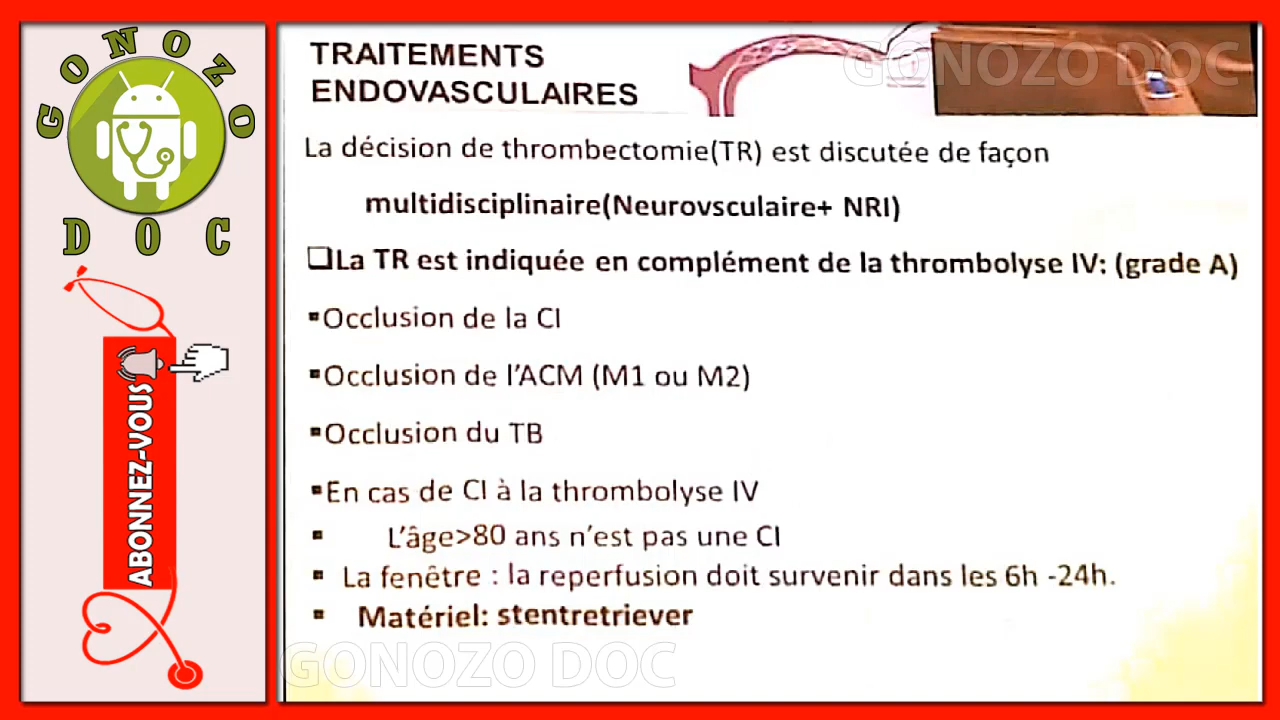 GONOZO
DOC
ABONNEZ-VOUS
TRAITEMENTS
ENDOVASCULAIRES
GONOZO DOC
La décision de thrombectomie(TR) est discutée de façon
multidisciplinaire(Neurovsculaire+ NRI)
❑La TR est indiquée en complément de la thrombolyse IV: (grade A)
▪Occlusion de la CI
▪Occlusion de l'ACM (M1 ou M2)
▪Occlusion du TB
▪En cas de CI à la thrombolyse IV
▪ L'âge>80 ans n'est pas une CI
▪ La fenêtre : la reperfusion doit survenir dans les 6h -24h.
▪ Matériel: stentretriever
GONOZO DOC